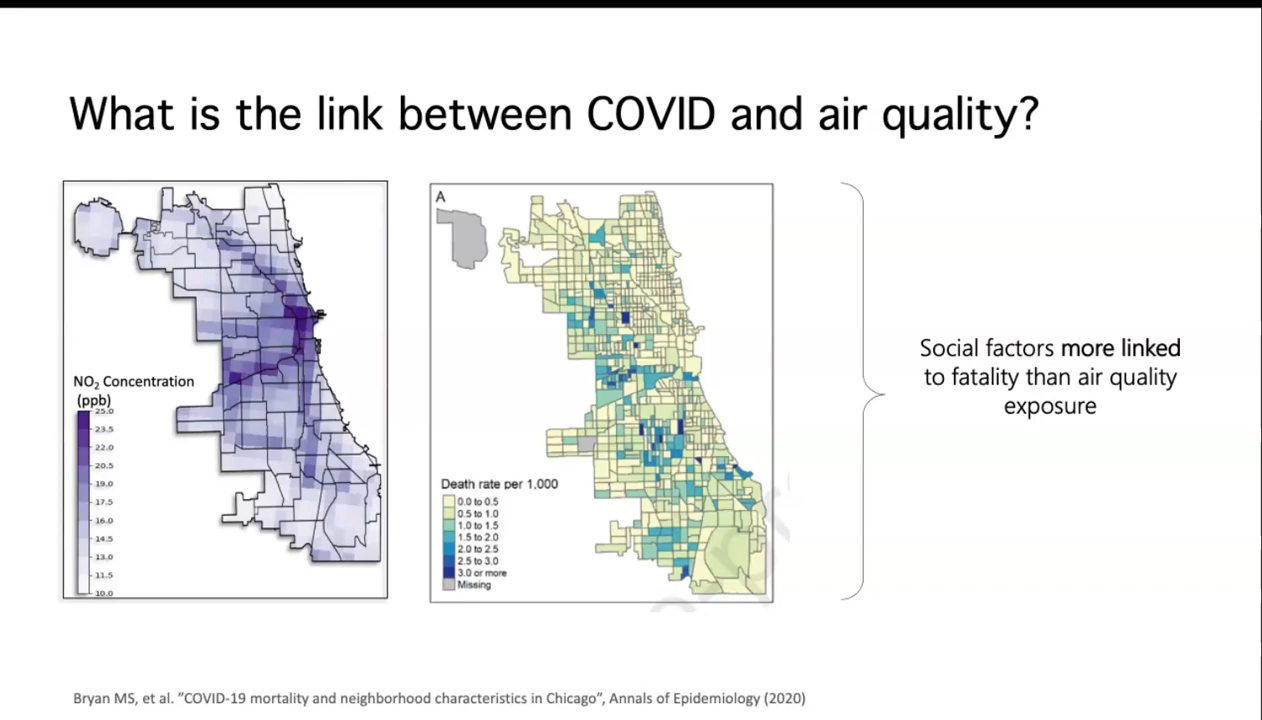 What is the link between COVID and air quality?
NO₂ Concentration
(ppb)
25.0
23.5
22.0
20.5
19.0
17.5
16.0
14.5
13.0
11.5
10.0
A
Death rate per 1,000
0.0 to 0.5
0.5 to 1.0
1.0 to 1.5
1.5 to 2.0
2.0 to 2.5
2.5 to 3.0
3.0 or more
Missing
Social factors more linked
to fatality than air quality
exposure
Bryan MS, et al. "COVID-19 mortality and neighborhood characteristics in Chicago", Annals of Epidemiology (2020)